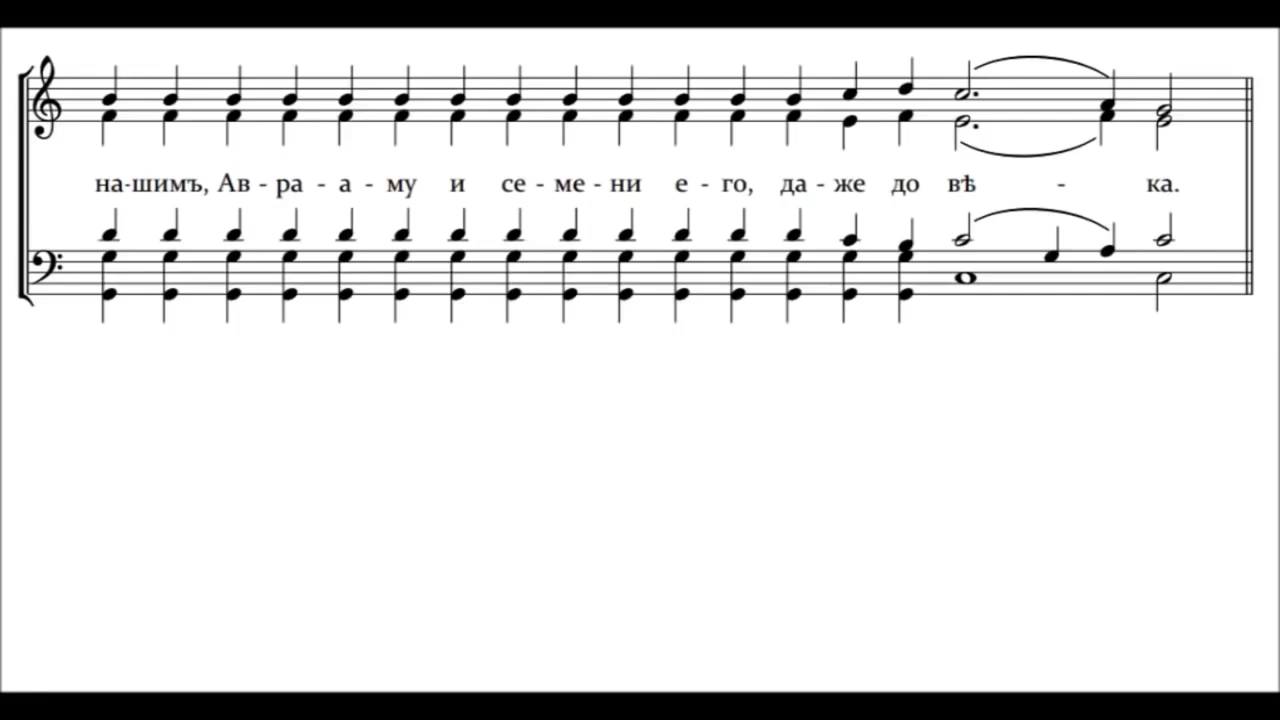 на-шимъ, Ав - ра - а - му и се - ме - ни е - го, да - же до вѣ - ка.